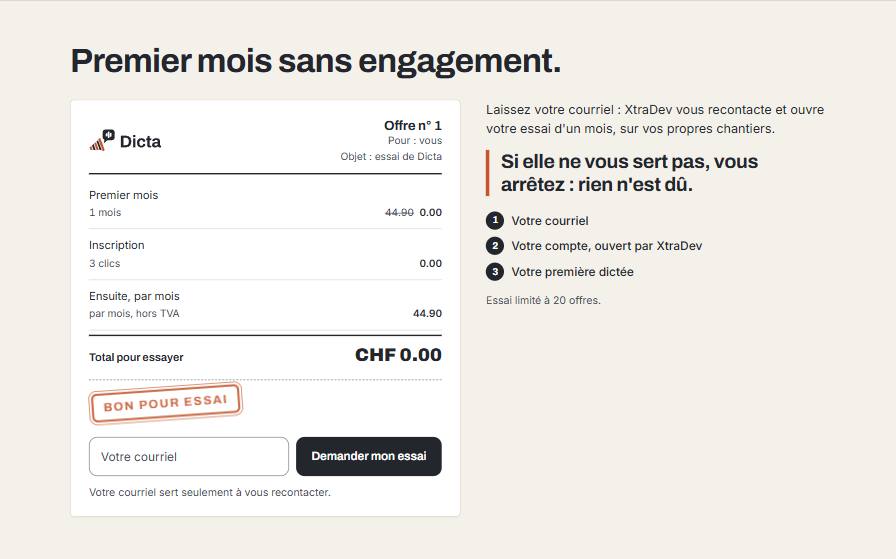 Premier mois sans engagement.
Dicta
Offre n° 1
Pour : vous
Objet : essai de Dicta
Premier mois
1 mois 44.90 0.00
Inscription
3 clics 0.00
Ensuite, par mois
par mois, hors TVA 44.90
Total pour essayer CHF 0.00
BON POUR ESSAI
Votre courriel Demander mon essai
Votre courriel sert seulement à vous recontacter.
Laissez votre courriel : XtraDev vous recontacte et ouvre
votre essai d'un mois, sur vos propres chantiers.
Si elle ne vous sert pas, vous
arrêtez : rien n'est dû.
1 Votre courriel
2 Votre compte, ouvert par XtraDev
3 Votre première dictée
Essai limité à 20 offres.